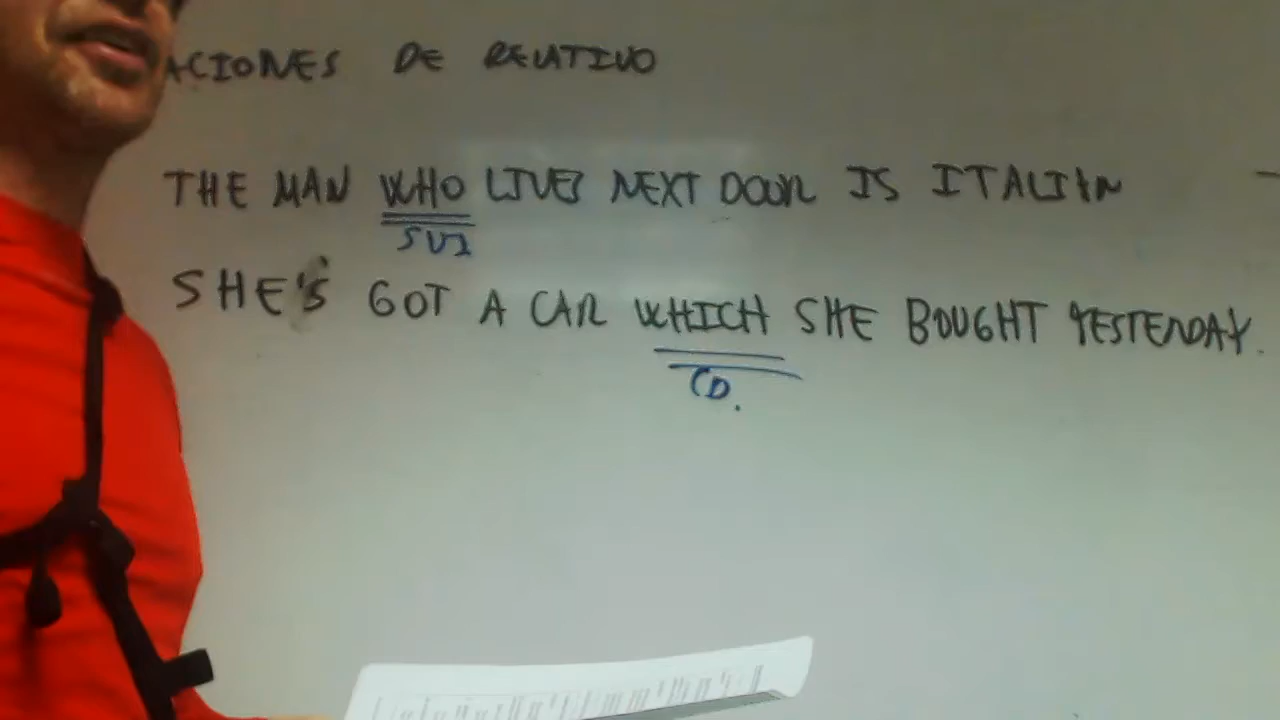 ACIONES DE RELATIVO
THE MAN WHO LIVES NEXT DOOR IS ITALIAN
SUJ
SHE'S GOT A CAR WHICH SHE BOUGHT YESTERDAY.
CD.